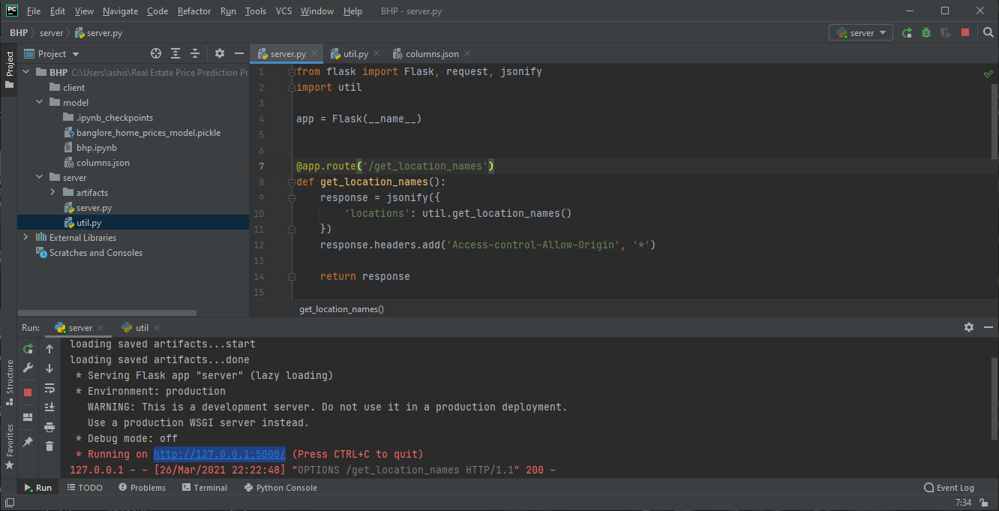 PC File Edit View Navigate Code Refactor Run Tools VCS Window Help BHP - server.py
BHP server server.py server
Project server.py util.py columns.json
Project
BHP C:\Users\ashis\Real Estate Price Prediction Pr
client
model
.ipynb_checkpoints
banglore_home_prices_model.pickle
bhp.ipynb
columns.json
server
artifacts
server.py
util.py
External Libraries
Scratches and Consoles
1 from flask import Flask, request, jsonify
2 import util
3
4 app = Flask(__name__)
5
6
7 @app.route('/get_location_names')
8 def get_location_names():
9 response = jsonify({
10 'locations': util.get_location_names()
11 })
12 response.headers.add('Access-control-Allow-Origin', '*')
13
14 return response
15
get_location_names()
Run: server util
loading saved artifacts...start
loading saved artifacts...done
* Serving Flask app "server" (lazy loading)
* Environment: production
WARNING: This is a development server. Do not use it in a production deployment.
Use a production WSGI server instead.
* Debug mode: off
* Running on http://127.0.0.1:5000/ (Press CTRL+C to quit)
127.0.0.1 - - [26/Mar/2021 22:22:48] "OPTIONS /get_location_names HTTP/1.1" 200 -
Structure
Favorites
Run TODO Problems Terminal Python Console Event Log
7:34